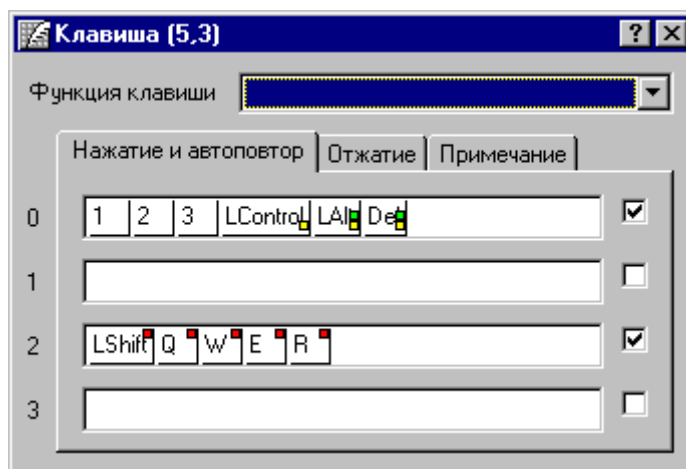 Клавиша (5,3)
Функция клавиши
Нажатие и автоповтор Отжатие Примечание
0 1 2 3 LControl LAlt Del
1
2 LShift Q W E R
3